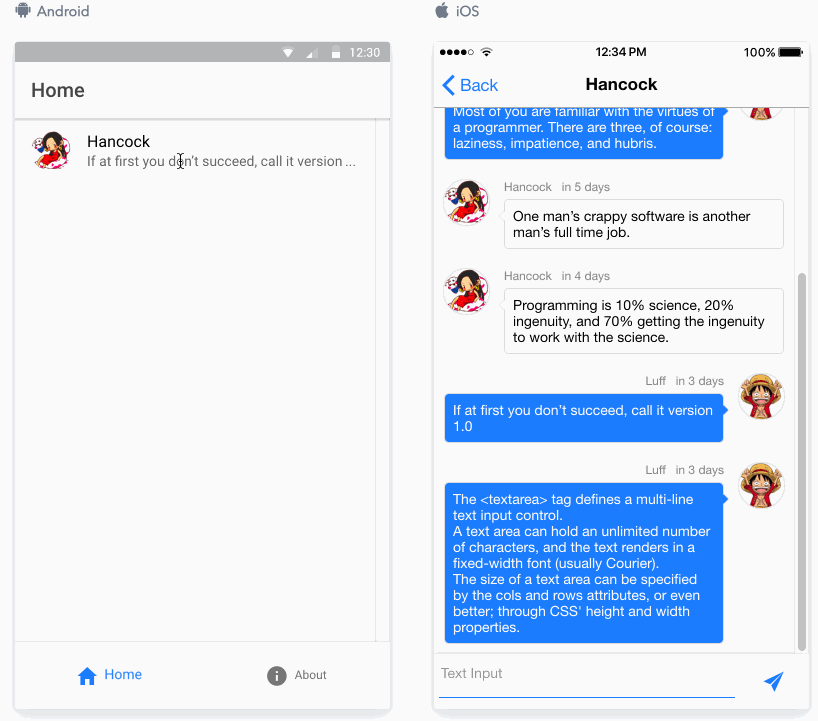 Android
12:30
Home
Hancock
If at first you don't succeed, call it version ...
Home
About
iOS
12:34 PM
100%
Back
Hancock
Most of you are familiar with the virtues of
a programmer. There are three, of course:
laziness, impatience, and hubris.
Hancock in 5 days
One man's crappy software is another
man's full time job.
Hancock in 4 days
Programming is 10% science, 20%
ingenuity, and 70% getting the ingenuity
to work with the science.
Luff in 3 days
If at first you don't succeed, call it version
1.0
Luff in 3 days
The <textarea> tag defines a multi-line
text input control.
A text area can hold an unlimited number
of characters, and the text renders in a
fixed-width font (usually Courier).
The size of a text area can be specified
by the cols and rows attributes, or even
better; through CSS' height and width
properties.
Text Input